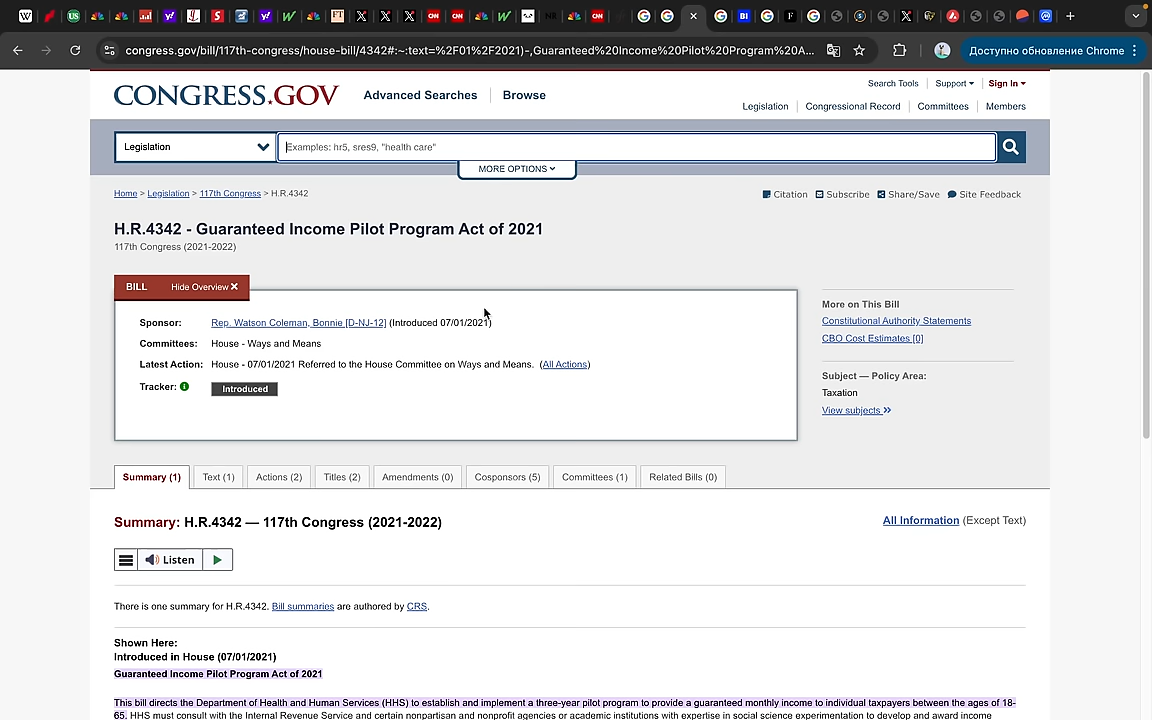 congress.gov/bill/117th-congress/house-bill/4342#:~:text=%2F01%2F2021)-,Guaranteed%20Income%20Pilot%20Program%20A...
Доступно обновление Chrome
CONGRESS.GOV
Advanced Searches
Browse
Search Tools
Support
Sign In
Legislation
Congressional Record
Committees
Members
Legislation
Examples: hr5, sres9, "health care"
MORE OPTIONS
Home > Legislation > 117th Congress > H.R.4342
Citation
Subscribe
Share/Save
Site Feedback
H.R.4342 - Guaranteed Income Pilot Program Act of 2021
117th Congress (2021-2022)
BILL
Hide Overview
Sponsor: Rep. Watson Coleman, Bonnie [D-NJ-12] (Introduced 07/01/2021)
Committees: House - Ways and Means
Latest Action: House - 07/01/2021 Referred to the House Committee on Ways and Means. (All Actions)
Tracker: Introduced
More on This Bill
Constitutional Authority Statements
CBO Cost Estimates [0]
Subject — Policy Area:
Taxation
View subjects
Summary (1)
Text (1)
Actions (2)
Titles (2)
Amendments (0)
Cosponsors (5)
Committees (1)
Related Bills (0)
Summary: H.R.4342 — 117th Congress (2021-2022)
All Information (Except Text)
Listen
There is one summary for H.R.4342. Bill summaries are authored by CRS.
Shown Here:
Introduced in House (07/01/2021)
Guaranteed Income Pilot Program Act of 2021
This bill directs the Department of Health and Human Services (HHS) to establish and implement a three-year pilot program to provide a guaranteed monthly income to individual taxpayers between the ages of 18-
65. HHS must consult with the Internal Revenue Service and certain nonpartisan and nonprofit agencies or academic institutions with expertise in social science experimentation to develop and award income